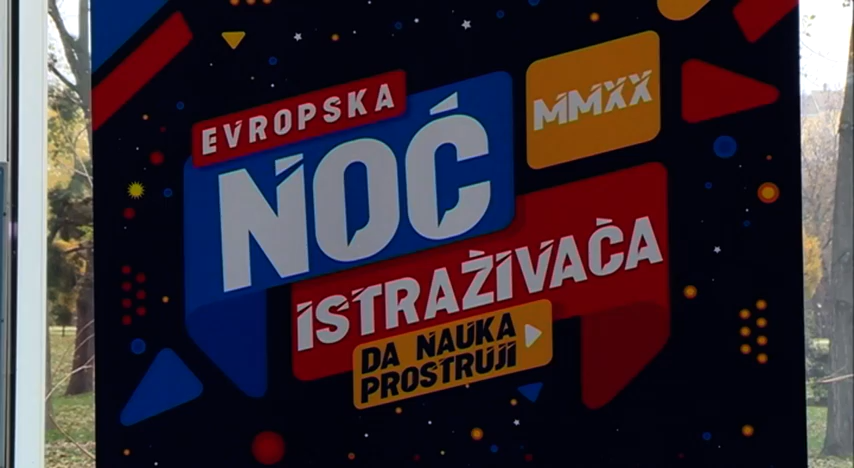 EVROPSKA
NOĆ
MMXX
ISTRAŽIVAČA
DA NAUKA
PROSTRUJI